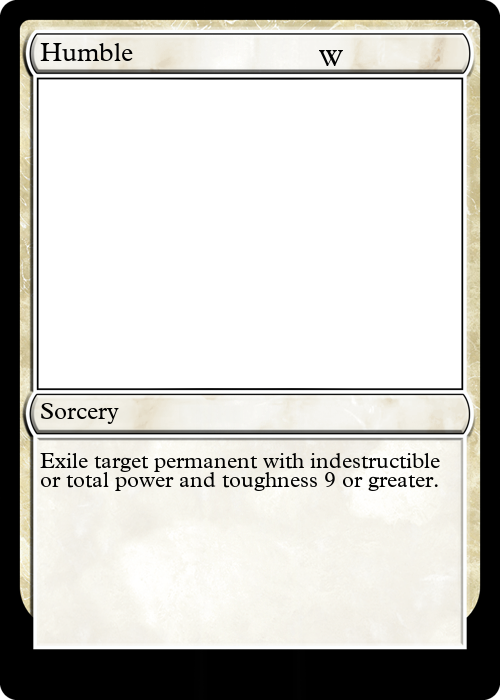 Humble W
Sorcery
Exile target permanent with indestructible
or total power and toughness 9 or greater.